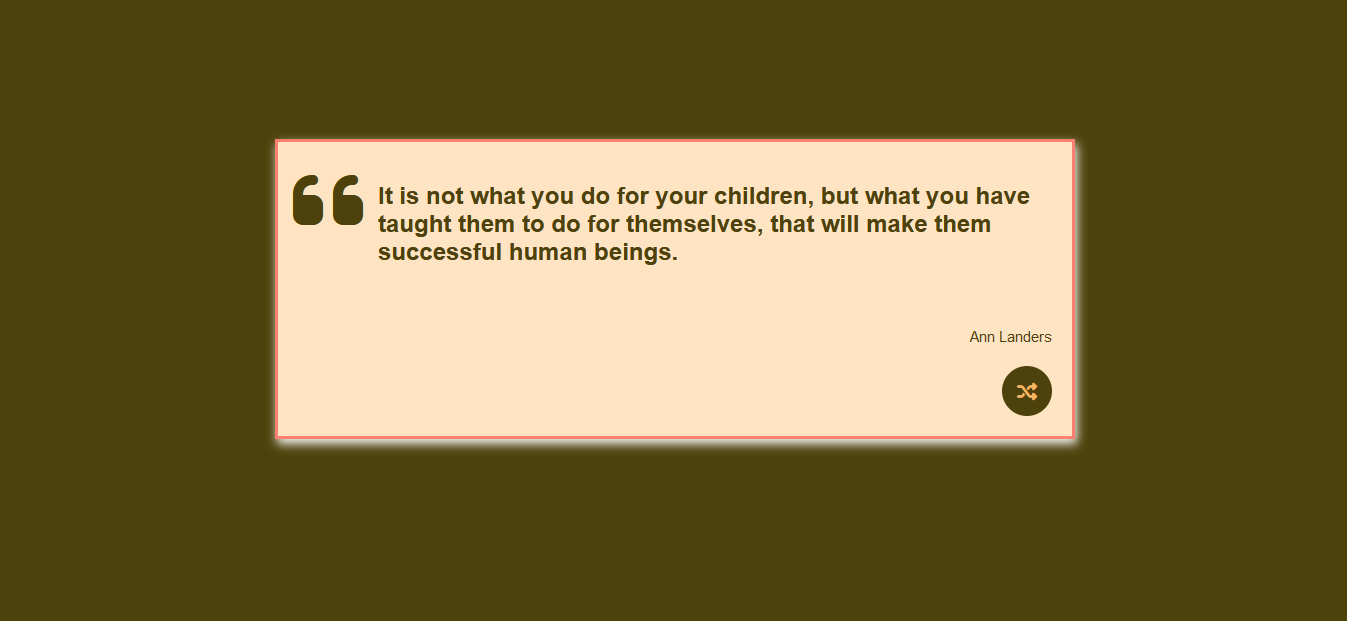 It is not what you do for your children, but what you have
taught them to do for themselves, that will make them
successful human beings.
Ann Landers